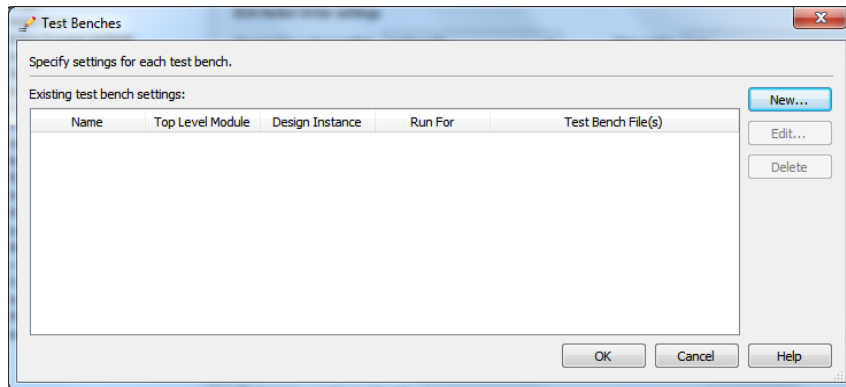 Test Benches
Specify settings for each test bench.
Existing test bench settings:
New...
Name Top Level Module Design Instance Run For Test Bench File(s)
Edit...
Delete
OK Cancel Help